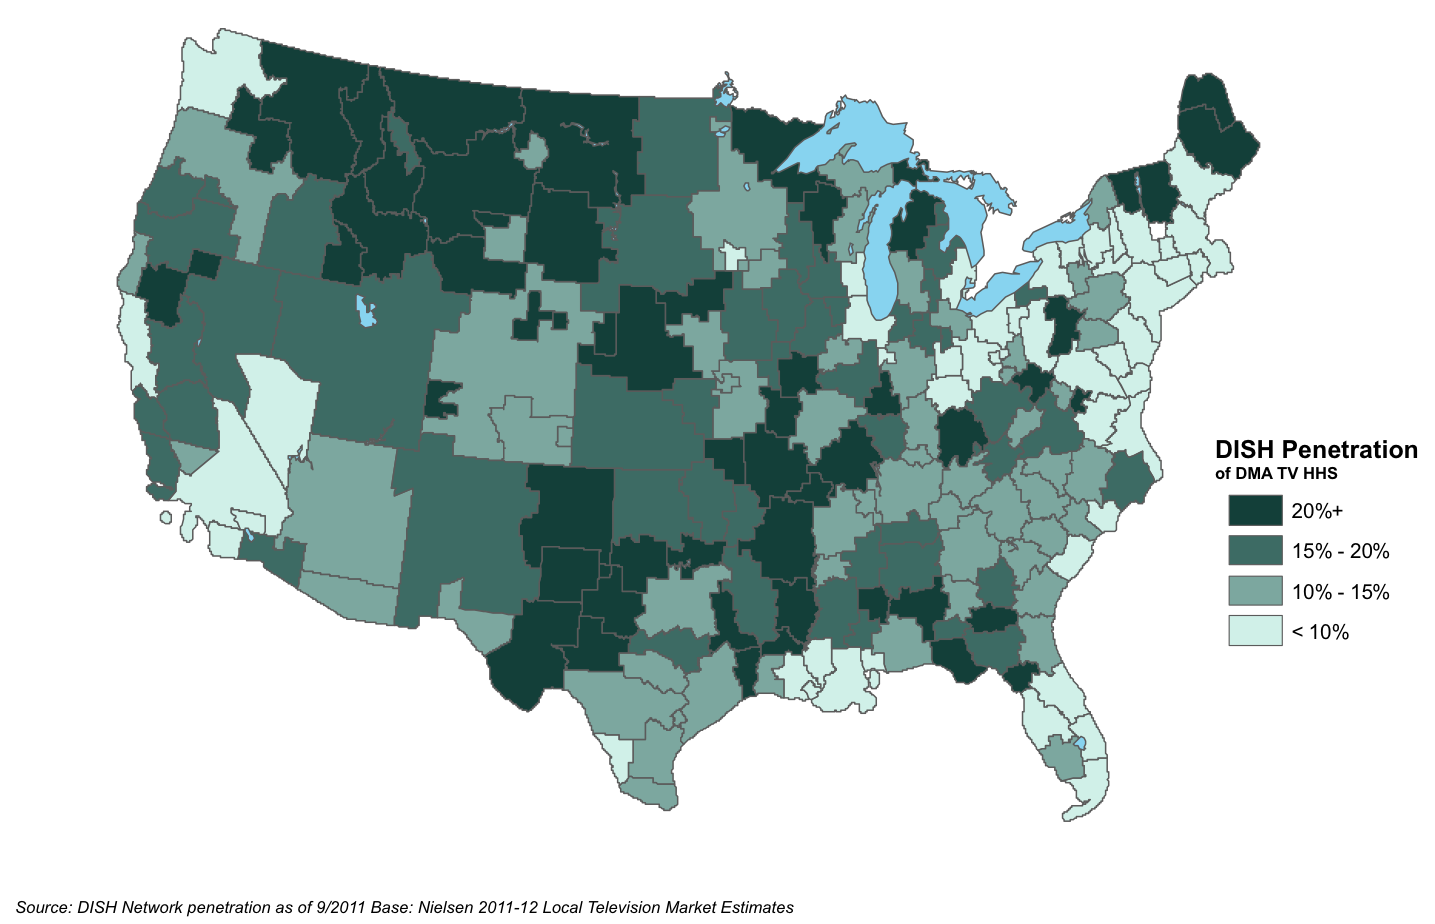 DISH Penetration
of DMA TV HHS
20%+
15% - 20%
10% - 15%
< 10%
Source: DISH Network penetration as of 9/2011 Base: Nielsen 2011-12 Local Television Market Estimates